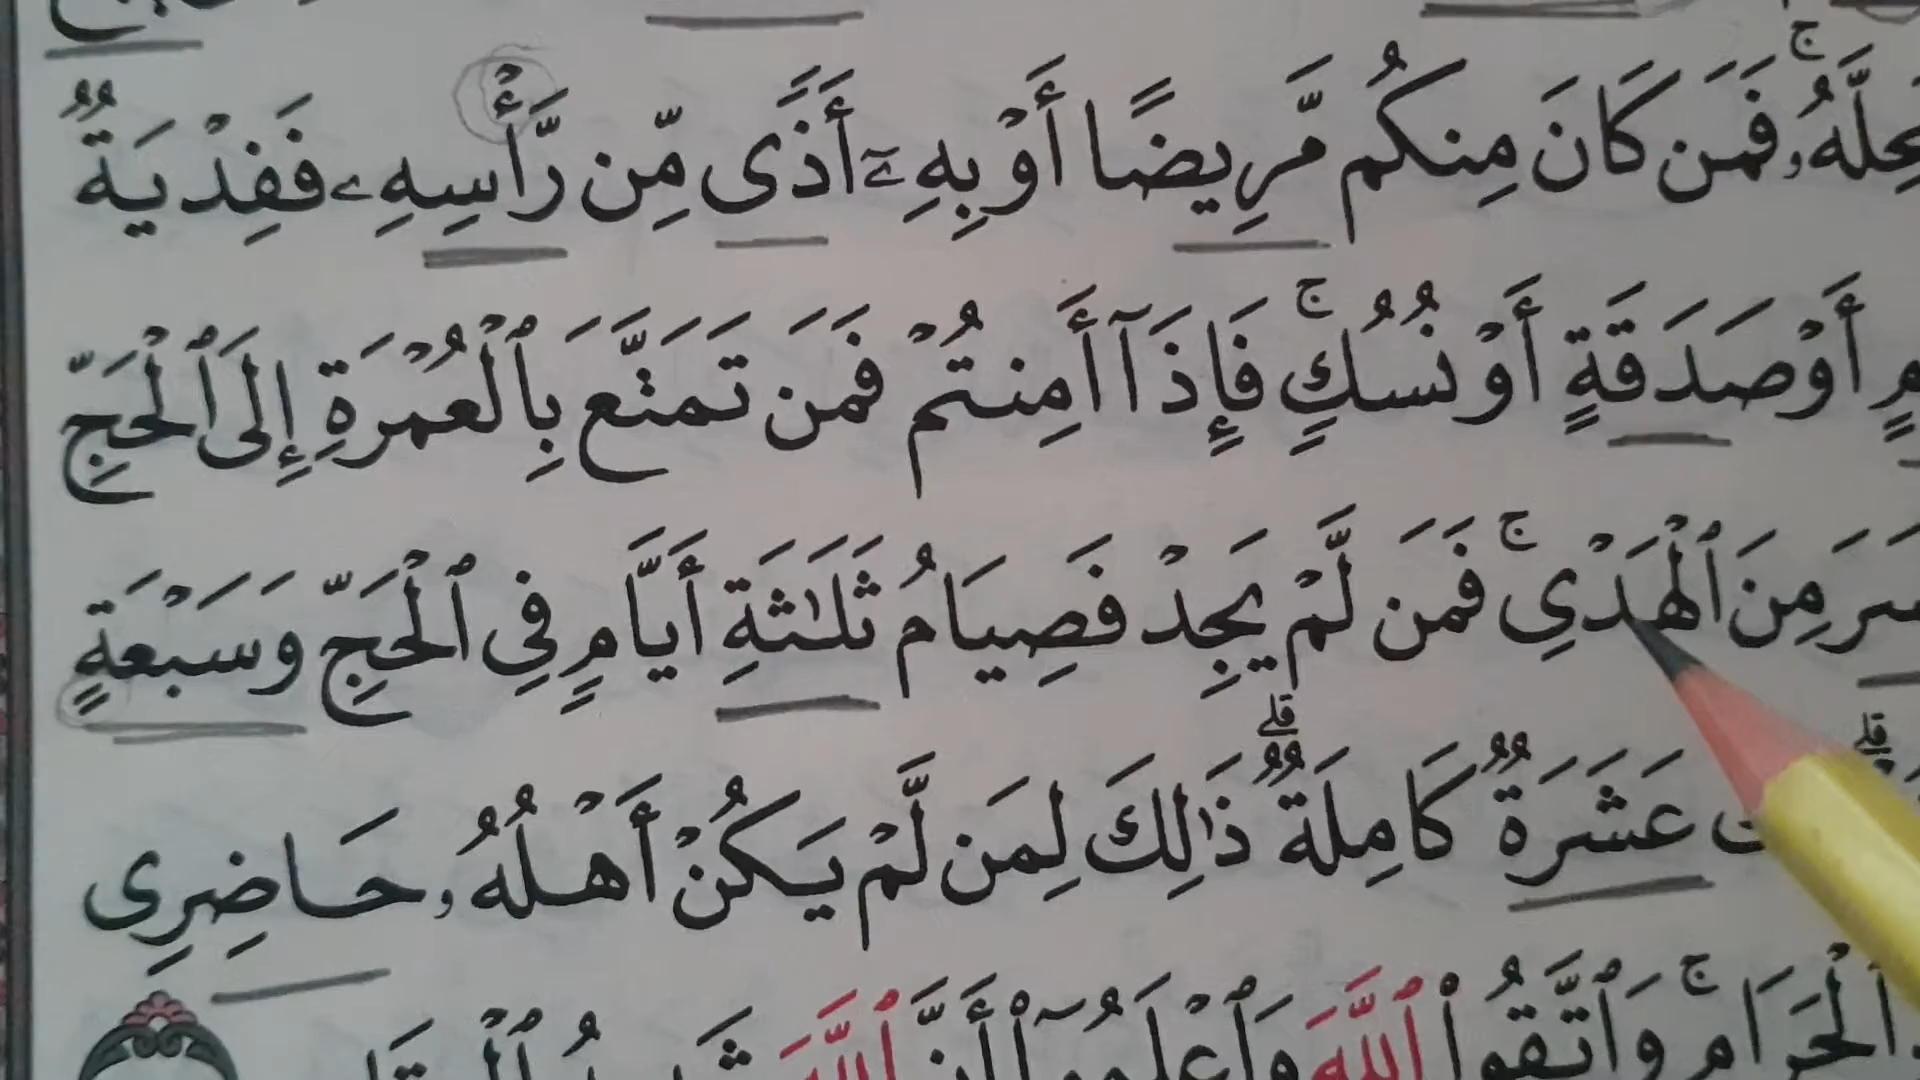 فَمَن كَانَ مِنكُم مَّرِيضًا أَوْ بِهِۦٓ أَذًى مِّن رَّأْسِهِۦ فَفِدْيَةٌ
أَوْ صَدَقَةٍ أَوْ نُسُكٍ ۚ فَإِذَآ أَمِنتُمْ فَمَن تَمَتَّعَ بِٱلْعُمْرَةِ إِلَى ٱلْحَجِّ
مِنَ ٱلْهَدْىِ ۚ فَمَن لَّمْ يَجِدْ فَصِيَامُ ثَلَـٰثَةِ أَيَّامٍ فِى ٱلْحَجِّ وَسَبْعَةٍ
عَشَرَةٌ كَامِلَةٌ ۗ ذَٰلِكَ لِمَن لَّمْ يَكُنْ أَهْلُهُۥ حَاضِرِى
ٱلْحَرَامِ ۚ وَٱتَّقُوا۟ ٱللَّهَ وَٱعْلَمُوٓا۟ أَنَّ ٱللَّهَ